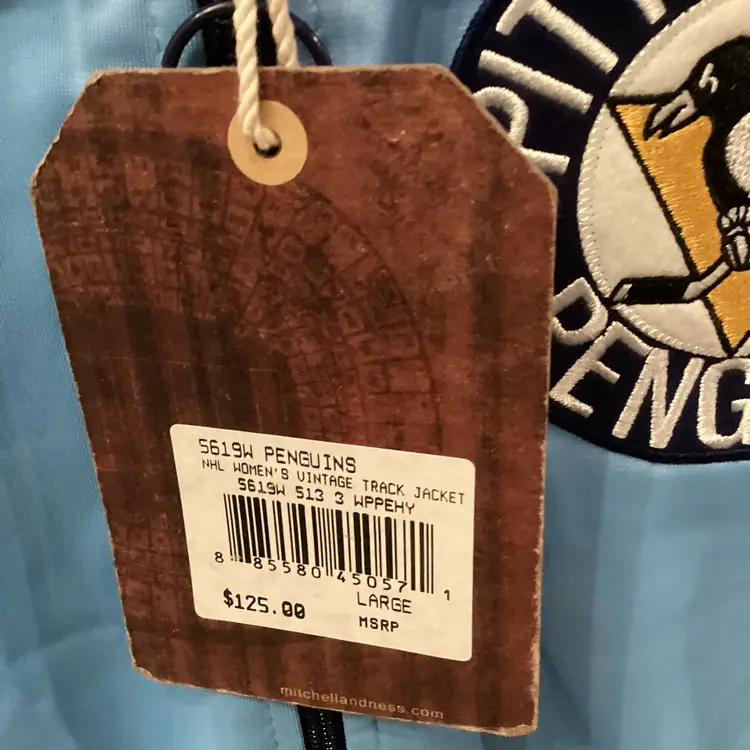 PITT
PENG
5619W PENGUINS
NHL WOMEN'S VINTAGE TRACK JACKET
5619W 513 3 WPPEHY
8 85580 45057 1
$125.00 LARGE
MSRP
mitchellandness.com